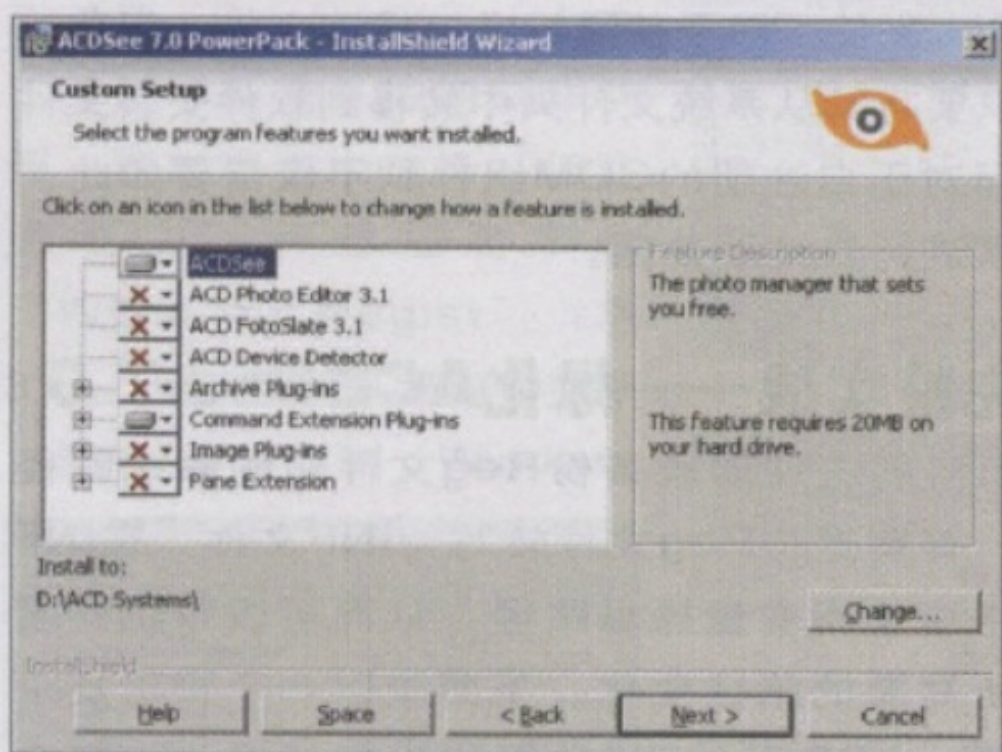 ACDSee 7.0 PowerPack - InstallShield Wizard
Custom Setup
Select the program features you want installed.
Click on an icon in the list below to change how a feature is installed.
ACDSee
ACD Photo Editor 3.1
ACD FotoSlate 3.1
ACD Device Detector
Archive Plug-ins
Command Extension Plug-ins
Image Plug-ins
Pane Extension
Feature Description
The photo manager that sets
you free.
This feature requires 20MB on
your hard drive.
Install to:
D:\ACD Systems\
Change...
InstallShield
Help
Space
< Back
Next >
Cancel